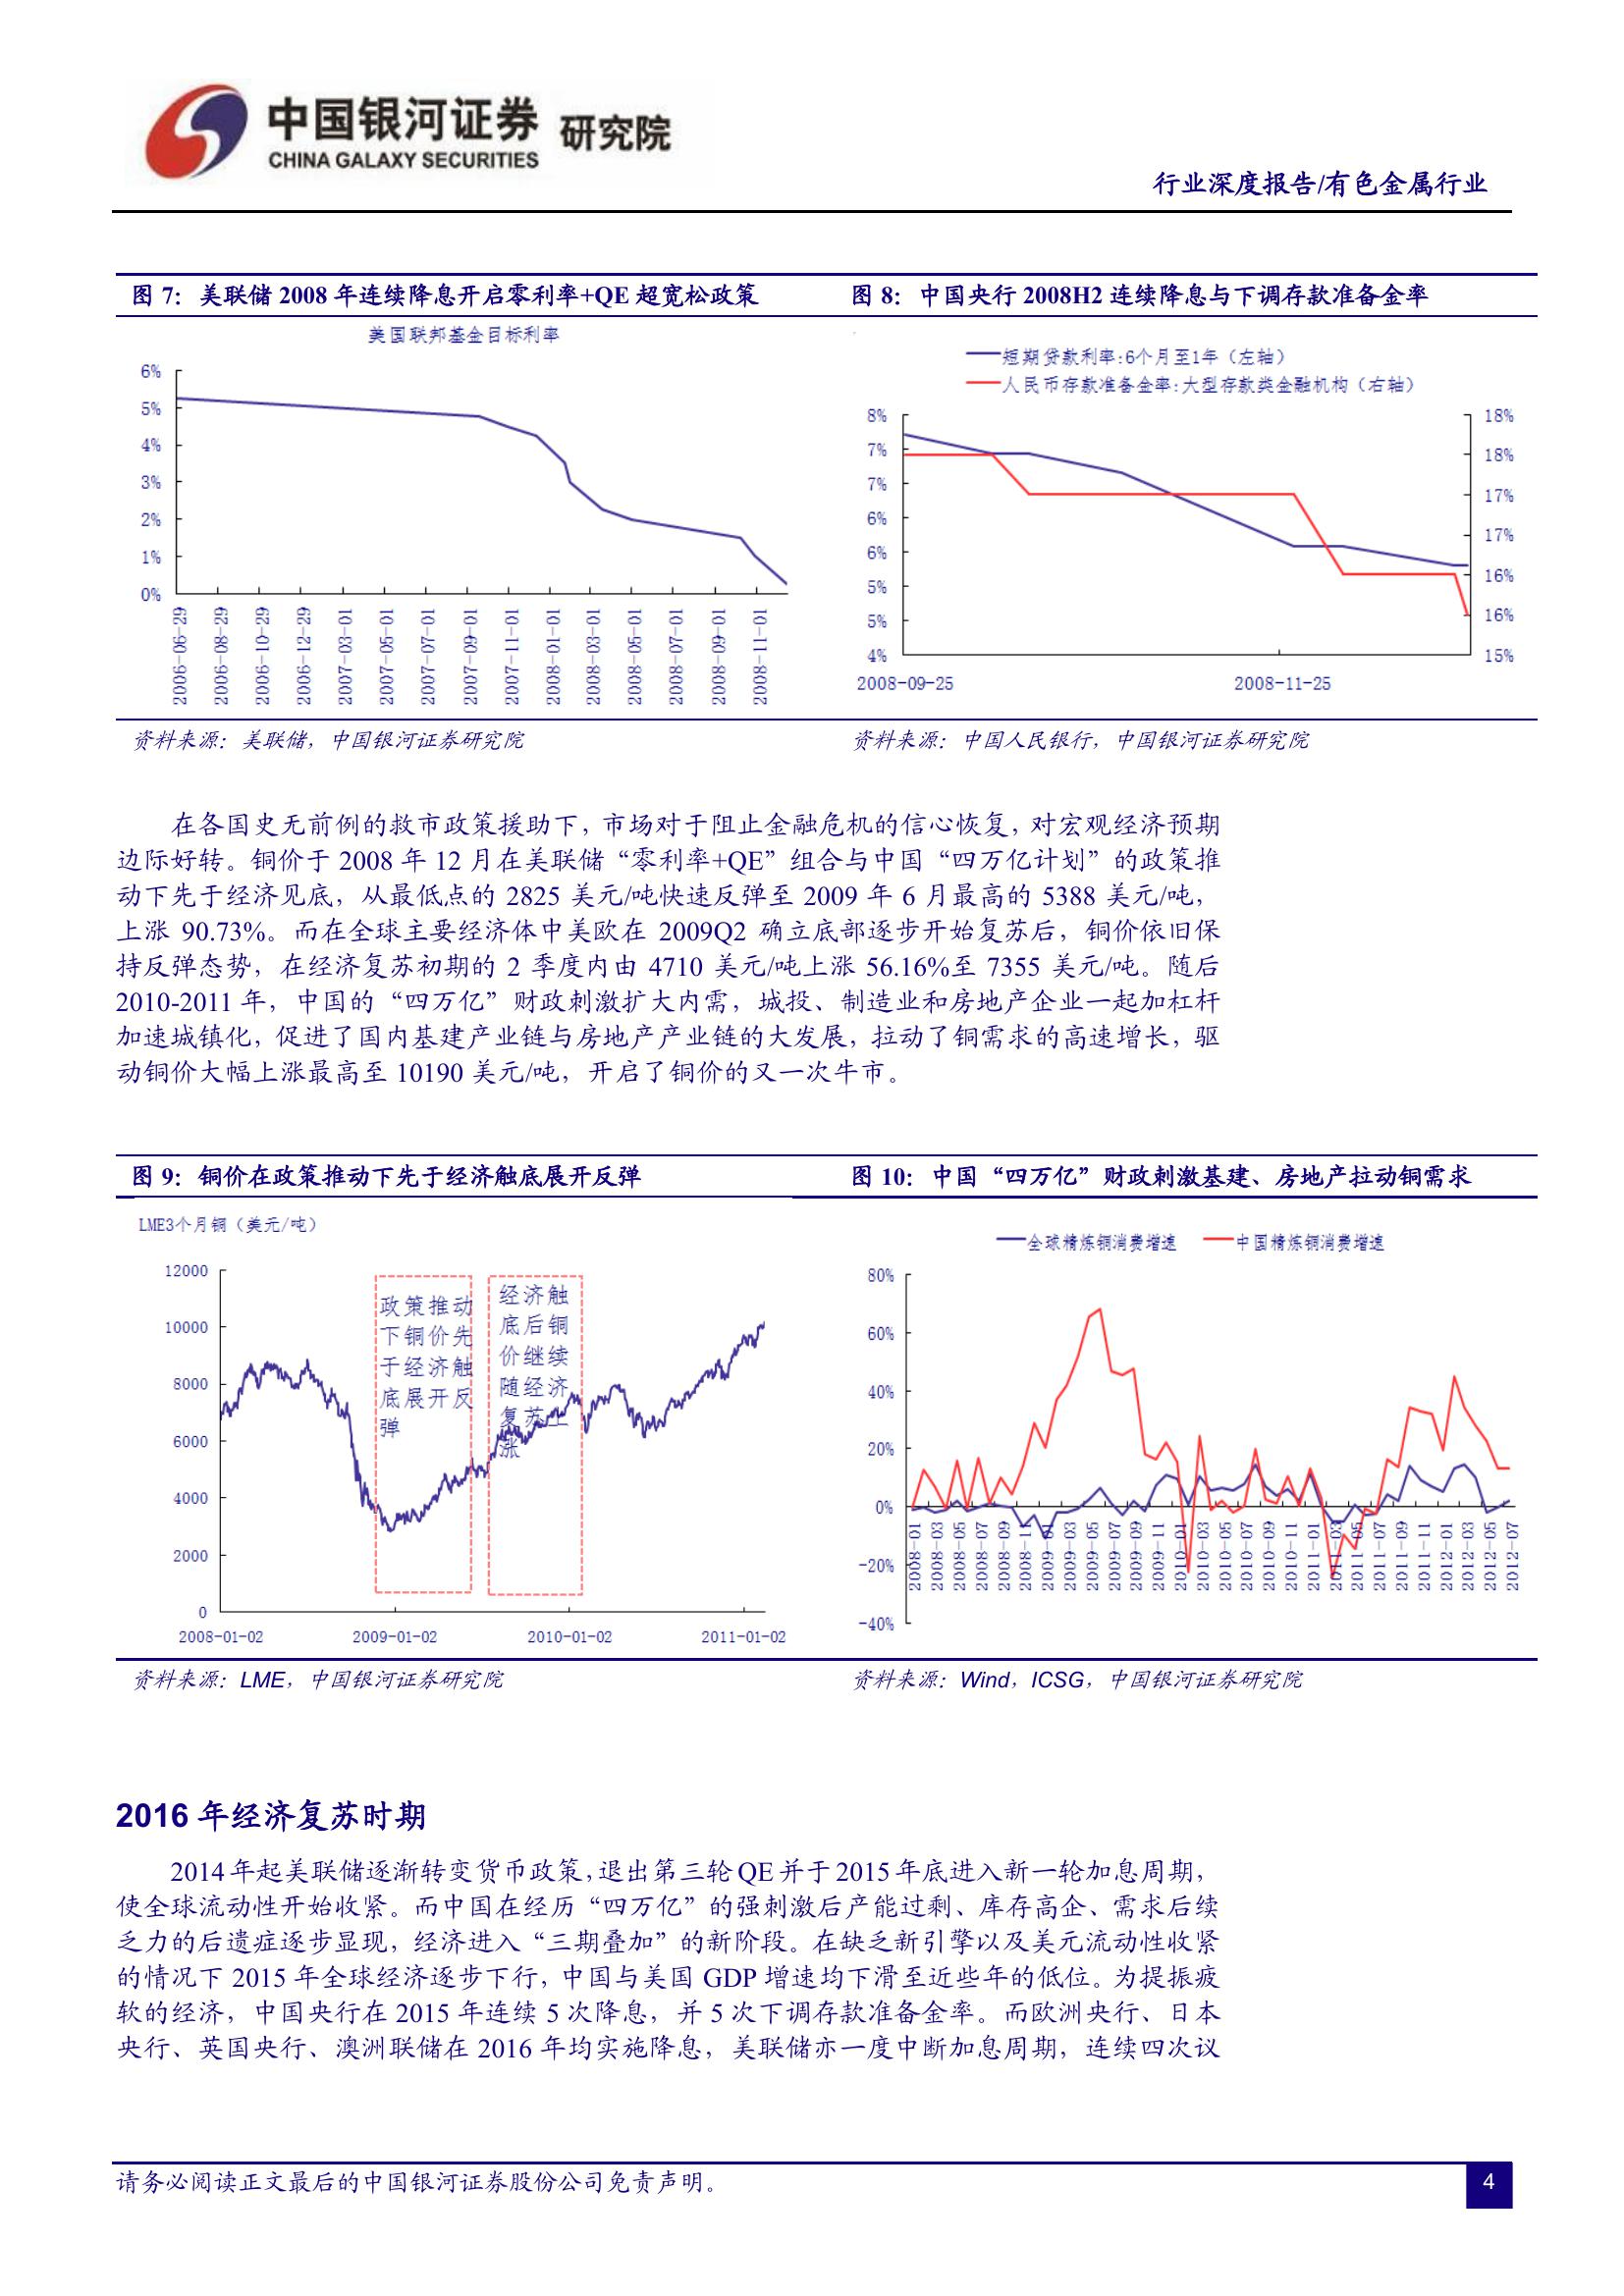 中国银河证券 研究院
CHINA GALAXY SECURITIES
行业深度报告/有色金属行业
图 7：美联储 2008 年连续降息开启零利率+QE 超宽松政策
美国联邦基金目标利率
6%
5%
4%
3%
2%
1%
0%
2006-06-29
2006-08-29
2006-10-29
2006-12-29
2007-03-01
2007-05-01
2007-07-01
2007-09-01
2007-11-01
2008-01-01
2008-03-01
2008-05-01
2008-07-01
2008-09-01
2008-11-01
资料来源：美联储，中国银河证券研究院
图 8：中国央行 2008H2 连续降息与下调存款准备金率
短期贷款利率:6个月至1年（左轴）
人民币存款准备金率:大型存款类金融机构（右轴）
8%
7%
7%
6%
6%
5%
5%
4%
18%
18%
17%
17%
16%
16%
15%
2008-09-25
2008-11-25
资料来源：中国人民银行，中国银河证券研究院
在各国史无前例的救市政策援助下，市场对于阻止金融危机的信心恢复，对宏观经济预期
边际好转。铜价于 2008 年 12 月在美联储“零利率+QE”组合与中国“四万亿计划”的政策推
动下先于经济见底，从最低点的 2825 美元/吨快速反弹至 2009 年 6 月最高的 5388 美元/吨，
上涨 90.73%。而在全球主要经济体中美欧在 2009Q2 确立底部逐步开始复苏后，铜价依旧保
持反弹态势，在经济复苏初期的 2 季度内由 4710 美元/吨上涨 56.16%至 7355 美元/吨。随后
2010-2011 年，中国的“四万亿”财政刺激扩大内需，城投、制造业和房地产企业一起加杠杆
加速城镇化，促进了国内基建产业链与房地产产业链的大发展，拉动了铜需求的高速增长，驱
动铜价大幅上涨最高至 10190 美元/吨，开启了铜价的又一次牛市。
图 9：铜价在政策推动下先于经济触底展开反弹
LME3个月铜（美元/吨）
12000
10000
8000
6000
4000
2000
0
政策推动
下铜价先
于经济触
底展开反
弹
经济触
底后铜
价继续
随经济
复苏上
涨
2008-01-02
2009-01-02
2010-01-02
2011-01-02
资料来源：LME，中国银河证券研究院
图 10：中国“四万亿”财政刺激基建、房地产拉动铜需求
全球精炼铜消费增速
中国精炼铜消费增速
80%
60%
40%
20%
0%
-20%
-40%
2008-01
2008-03
2008-05
2008-07
2008-09
2008-11
2009-01
2009-03
2009-05
2009-07
2009-09
2009-11
2010-01
2010-03
2010-05
2010-07
2010-09
2010-11
2011-01
2011-03
2011-05
2011-07
2011-09
2011-11
2012-01
2012-03
2012-05
2012-07
资料来源：Wind，ICSG，中国银河证券研究院
2016 年经济复苏时期
2014 年起美联储逐渐转变货币政策，退出第三轮 QE 并于 2015 年底进入新一轮加息周期，
使全球流动性开始收紧。而中国在经历“四万亿”的强刺激后产能过剩、库存高企、需求后续
乏力的后遗症逐步显现，经济进入“三期叠加”的新阶段。在缺乏新引擎以及美元流动性收紧
的情况下 2015 年全球经济逐步下行，中国与美国 GDP 增速均下滑至近些年的低位。为提振疲
软的经济，中国央行在 2015 年连续 5 次降息，并 5 次下调存款准备金率。而欧洲央行、日本
央行、英国央行、澳洲联储在 2016 年均实施降息，美联储亦一度中断加息周期，连续四次议
请务必阅读正文最后的中国银河证券股份公司免责声明。
4